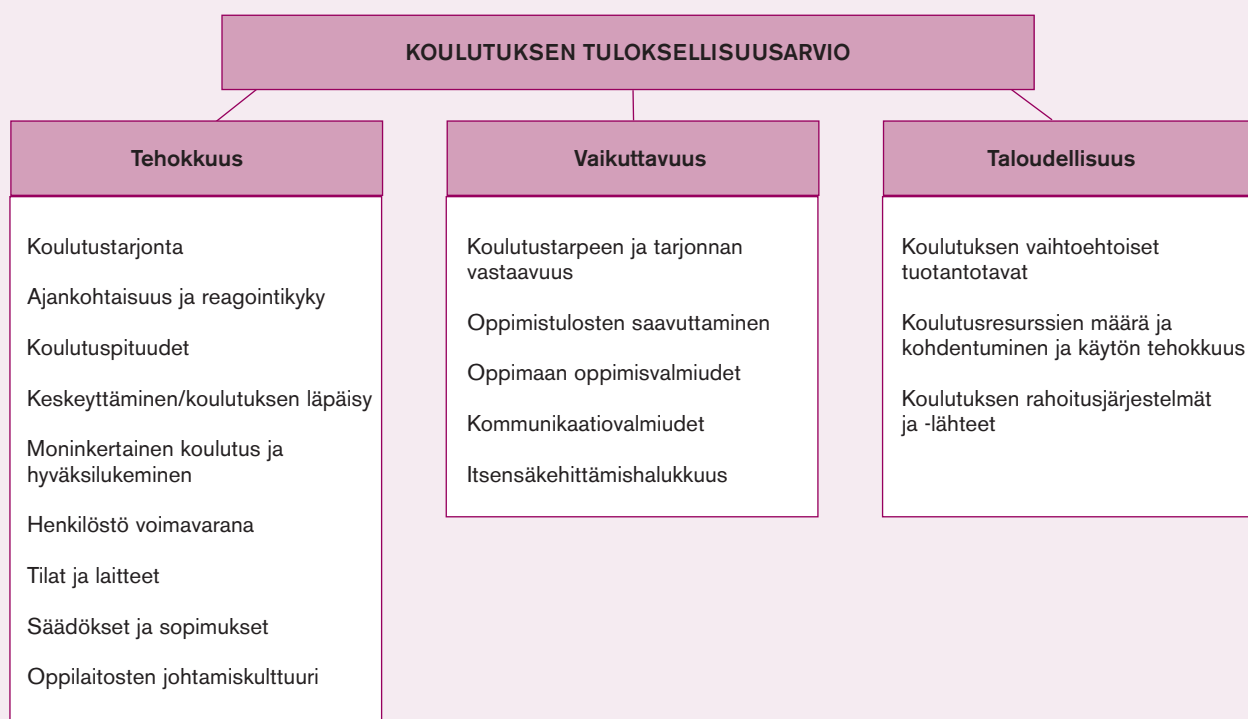 KOULUTUKSEN TULOKSELLISUUSARVIO
Tehokkuus
Koulutustarjonta
Ajankohtaisuus ja reagointikyky
Koulutuspituudet
Keskeyttäminen/koulutuksen läpäisy
Moninkertainen koulutus ja
hyväksilukeminen
Henkilöstö voimavarana
Tilat ja laitteet
Säädökset ja sopimukset
Oppilaitosten johtamiskulttuuri
Vaikuttavuus
Koulutustarpeen ja tarjonnan
vastaavuus
Oppimistulosten saavuttaminen
Oppimaan oppimisvalmiudet
Kommunikaatiovalmiudet
Itsensäkehittämishalukkuus
Taloudellisuus
Koulutuksen vaihtoehtoiset
tuotantotavat
Koulutusresurssien määrä ja
kohdentuminen ja käytön tehokkuus
Koulutuksen rahoitusjärjestelmät
ja -lähteet